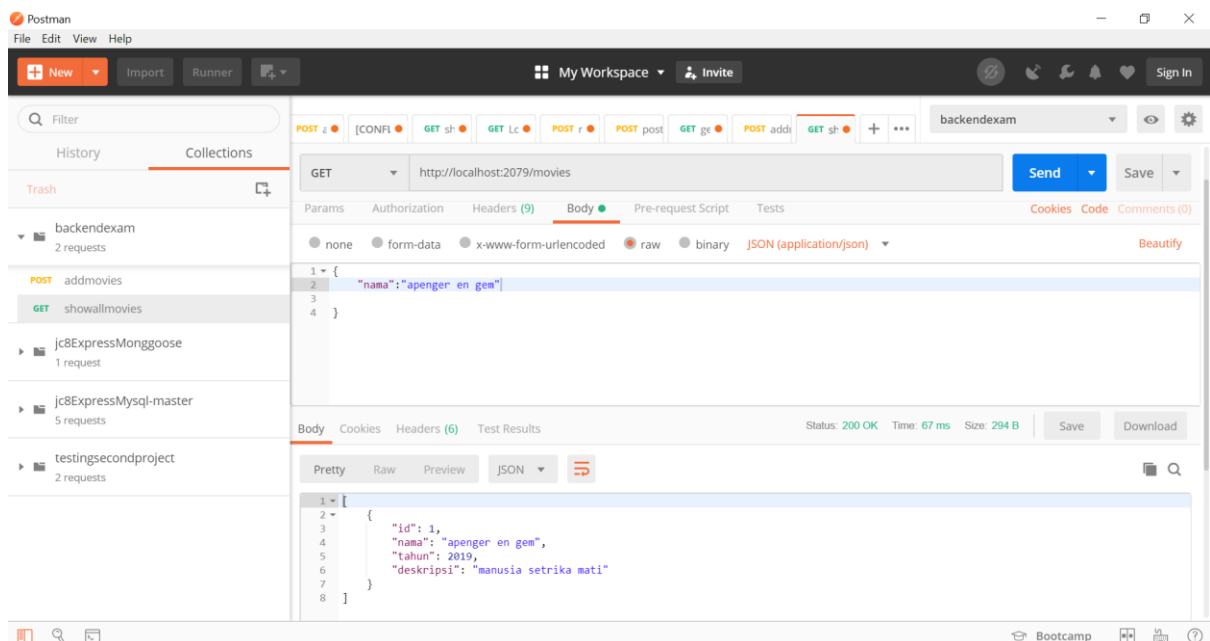 Postman
File Edit View Help
New Import Runner My Workspace Invite Sign In
Filter
History Collections
Trash
backendexam
2 requests
POST addmovies
GET showallmovies
jc8ExpressMonggoose
1 request
jc8ExpressMysql-master
5 requests
testingsecondproject
2 requests
POST a [CONFL GET sh GET Lc POST r POST post GET ge POST addi GET sh + ••• backendexam
GET http://localhost:2079/movies Send Save
Params Authorization Headers (9) Body Pre-request Script Tests Cookies Code Comments (0)
none form-data x-www-form-urlencoded raw binary JSON (application/json) Beautify
1 {
2 "nama":"apenger en gem"
3
4 }
Body Cookies Headers (6) Test Results Status: 200 OK Time: 67 ms Size: 294 B Save Download
Pretty Raw Preview JSON
1 [
2 {
3 "id": 1,
4 "nama": "apenger en gem",
5 "tahun": 2019,
6 "deskripsi": "manusia setrika mati"
7 }
8 ]
Bootcamp